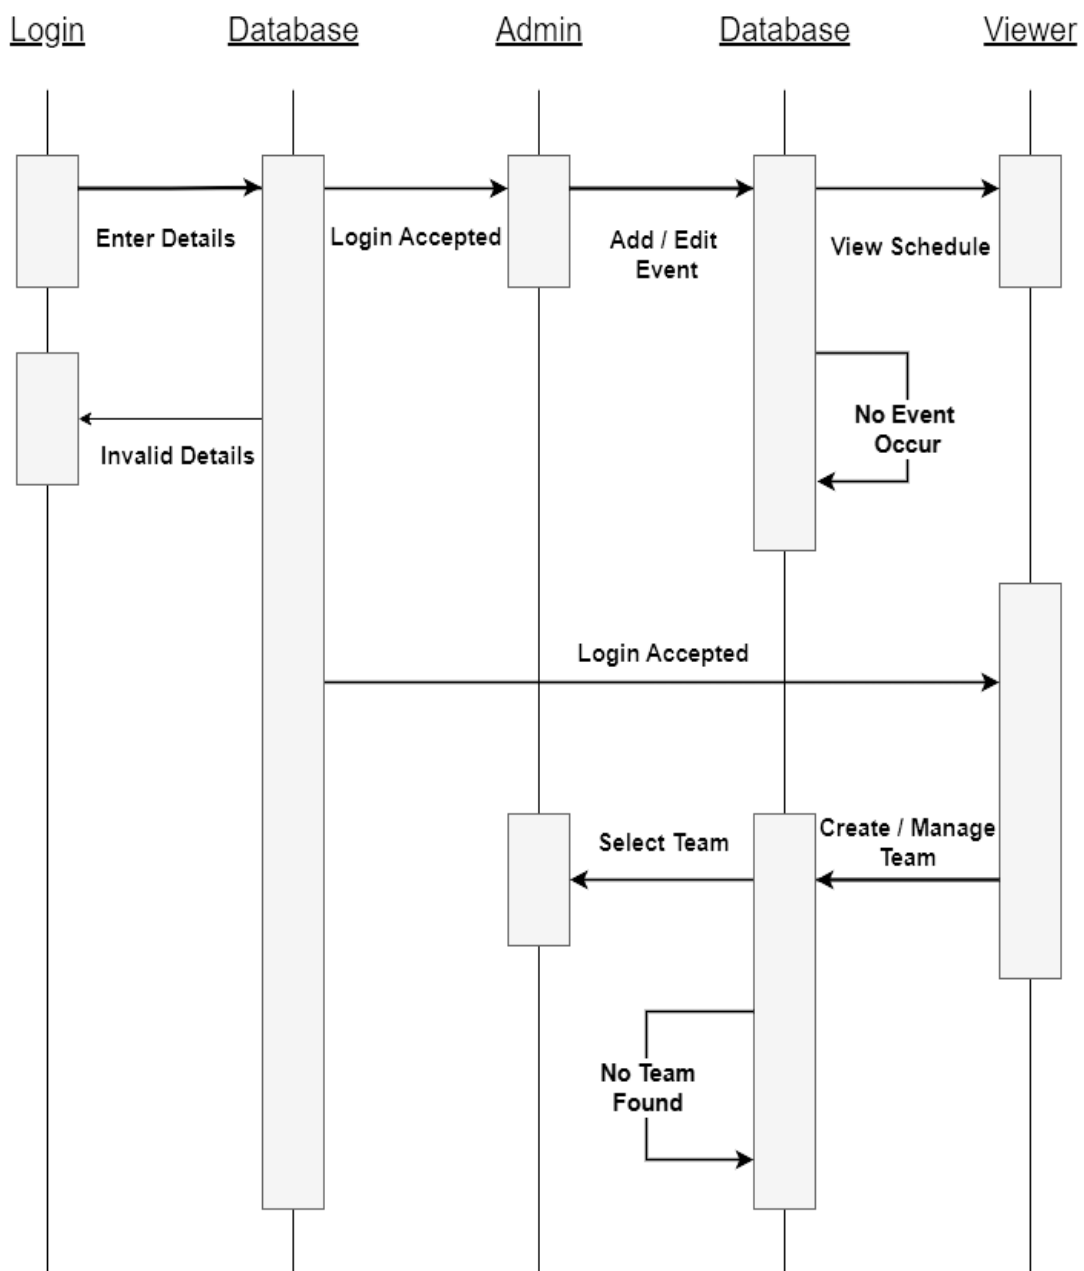 Login
Database
Admin
Database
Viewer
Enter Details
Login Accepted
Add / Edit
Event
View Schedule
No Event
Occur
Invalid Details
Login Accepted
Select Team
Create / Manage
Team
No Team
Found